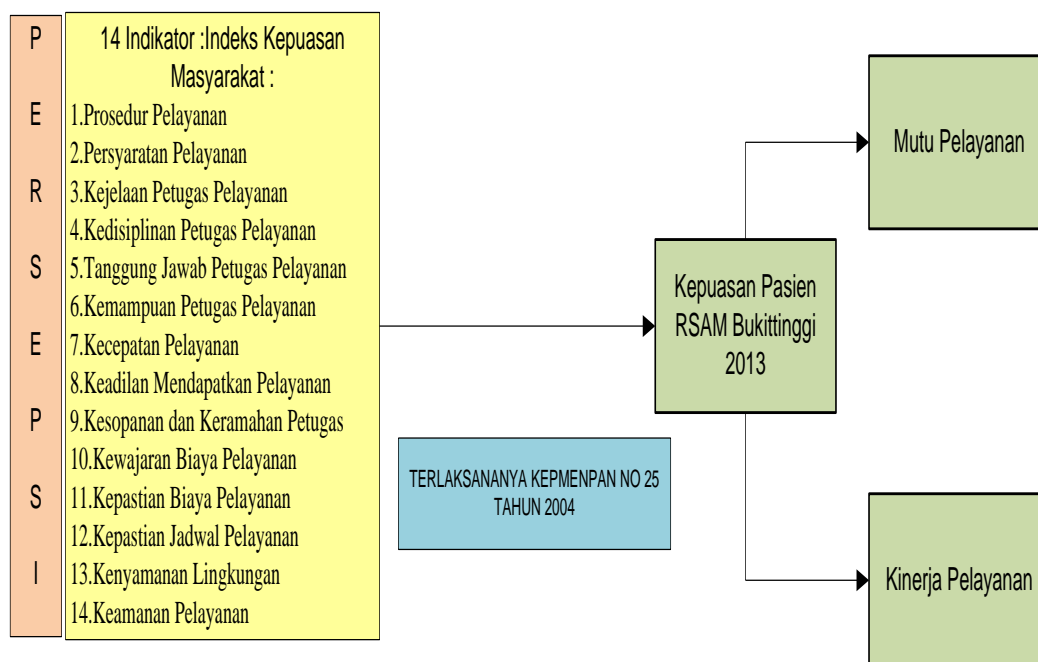 P
E
R
S
E
P
S
I
14 Indikator :Indeks Kepuasan
Masyarakat :
1.Prosedur Pelayanan
2.Persyaratan Pelayanan
3.Kejelaan Petugas Pelayanan
4.Kedisiplinan Petugas Pelayanan
5.Tanggung Jawab Petugas Pelayanan
6.Kemampuan Petugas Pelayanan
7.Kecepatan Pelayanan
8.Keadilan Mendapatkan Pelayanan
9.Kesopanan dan Keramahan Petugas
10.Kewajaran Biaya Pelayanan
11.Kepastian Biaya Pelayanan
12.Kepastian Jadwal Pelayanan
13.Kenyamanan Lingkungan
14.Keamanan Pelayanan
TERLAKSANANYA KEPMENPAN NO 25
TAHUN 2004
Kepuasan Pasien
RSAM Bukittinggi
2013
Mutu Pelayanan
Kinerja Pelayanan